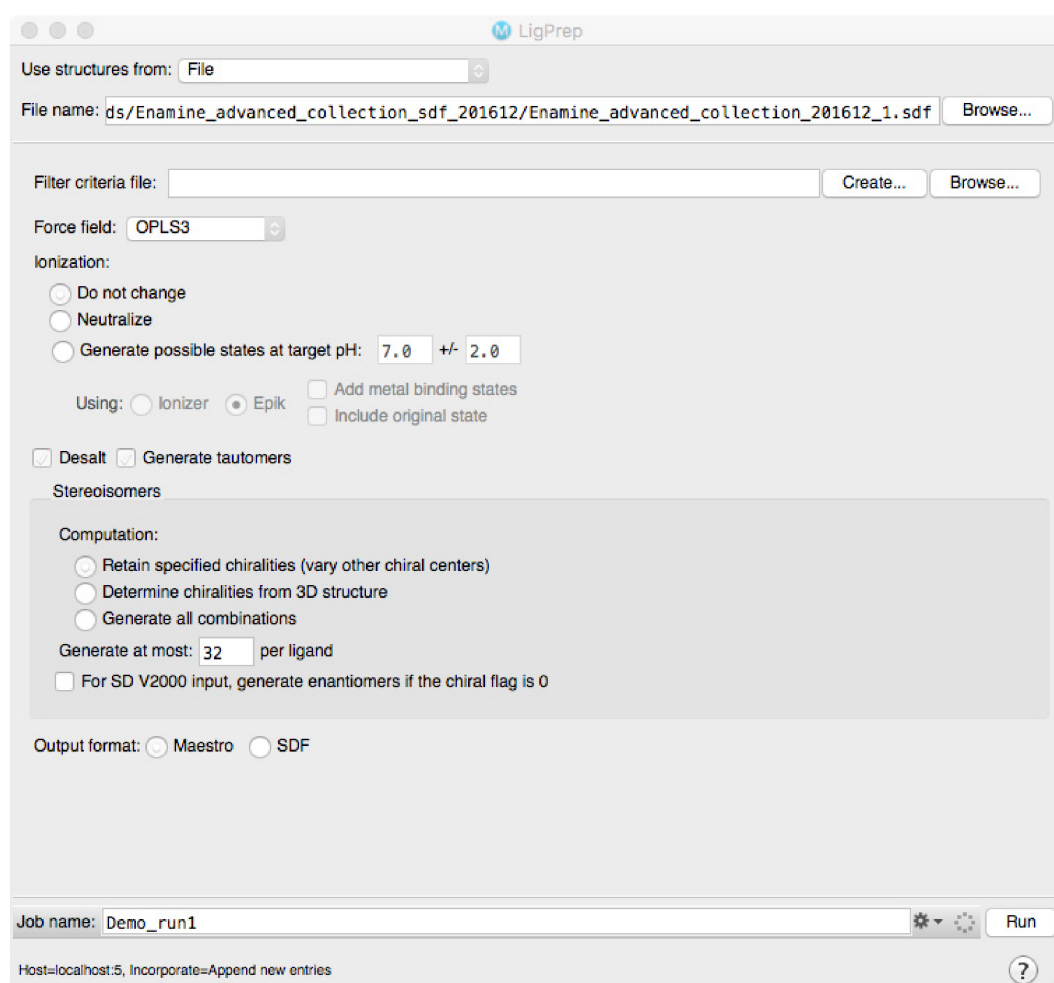 LigPrep
Use structures from: File
File name: ds/Enamine_advanced_collection_sdf_201612/Enamine_advanced_collection_201612_1.sdf Browse...
Filter criteria file: Create... Browse...
Force field: OPLS3
Ionization:
Do not change
Neutralize
Generate possible states at target pH: 7.0 +/- 2.0
Using: Ionizer Epik Add metal binding states
Include original state
Desalt Generate tautomers
Stereoisomers
Computation:
Retain specified chiralities (vary other chiral centers)
Determine chiralities from 3D structure
Generate all combinations
Generate at most: 32 per ligand
For SD V2000 input, generate enantiomers if the chiral flag is 0
Output format: Maestro SDF
Job name: Demo_run1 Run
Host=localhost:5, Incorporate=Append new entries ?